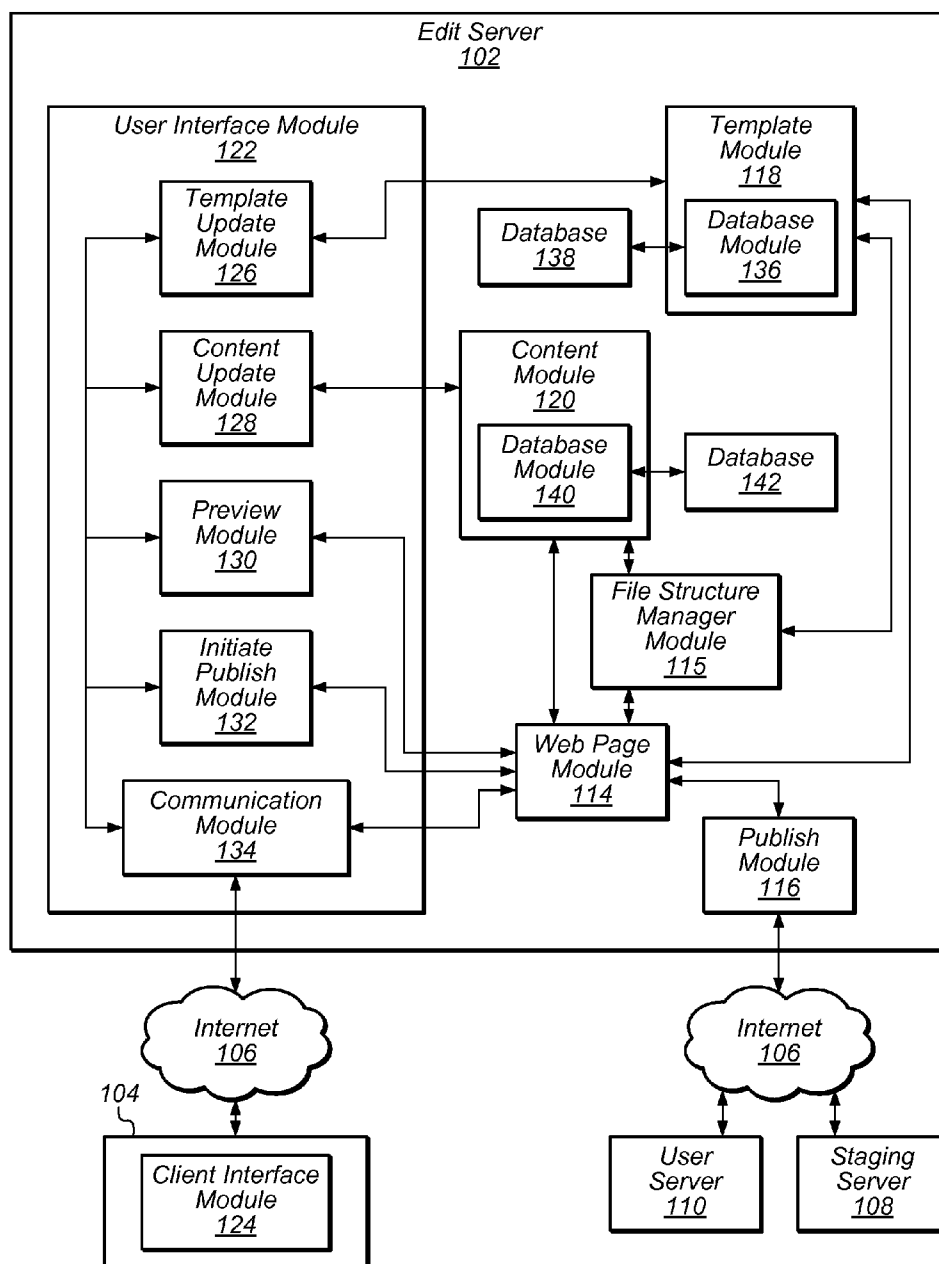 Edit Server
102
User Interface Module
122
Template
Update
Module
126
Content
Update
Module
128
Preview
Module
130
Initiate
Publish
Module
132
Communication
Module
134
Template
Module
118
Database
Module
136
Database
138
Content
Module
120
Database
Module
140
Database
142
File Structure
Manager
Module
115
Web Page
Module
114
Publish
Module
116
Internet
106
Internet
106
104
Client Interface
Module
124
User
Server
110
Staging
Server
108